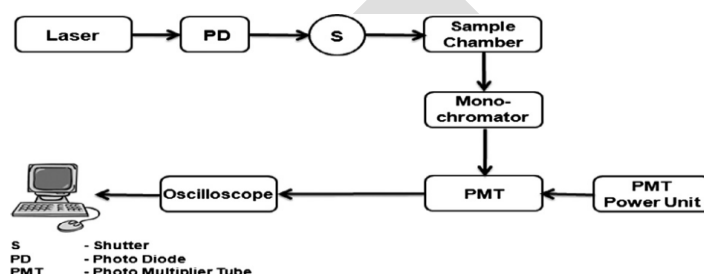 Laser
PD
S
Sample
Chamber
Mono-
chromator
Oscilloscope
PMT
PMT
Power Unit
S - Shutter
PD - Photo Diode
PMT - Photo Multiplier Tube